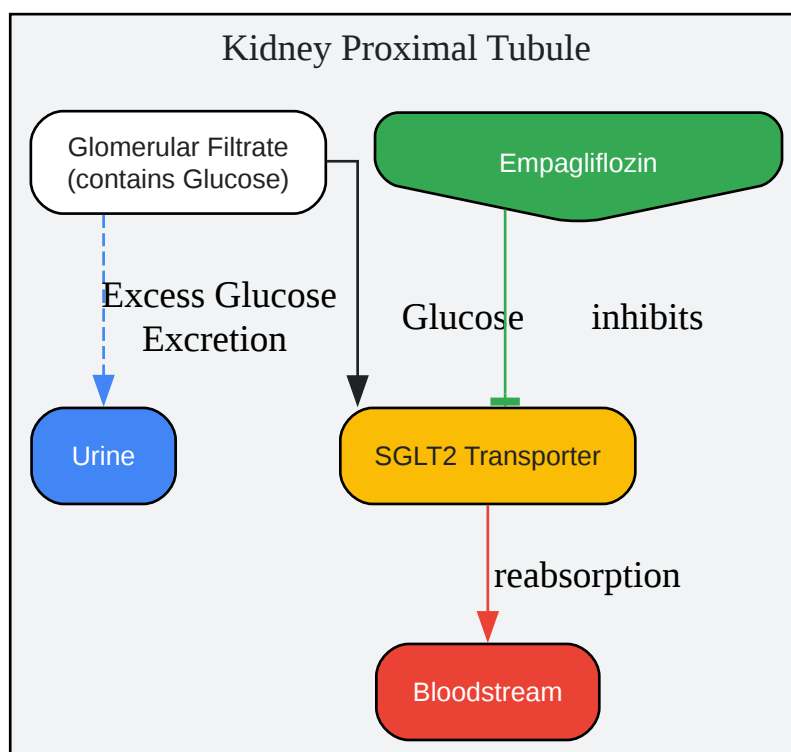 Kidney Proximal Tubule
Glomerular Filtrate
(contains Glucose)
Empagliflozin
Excess Glucose
Excretion
Glucose
inhibits
Urine
SGLT2 Transporter
reabsorption
Bloodstream